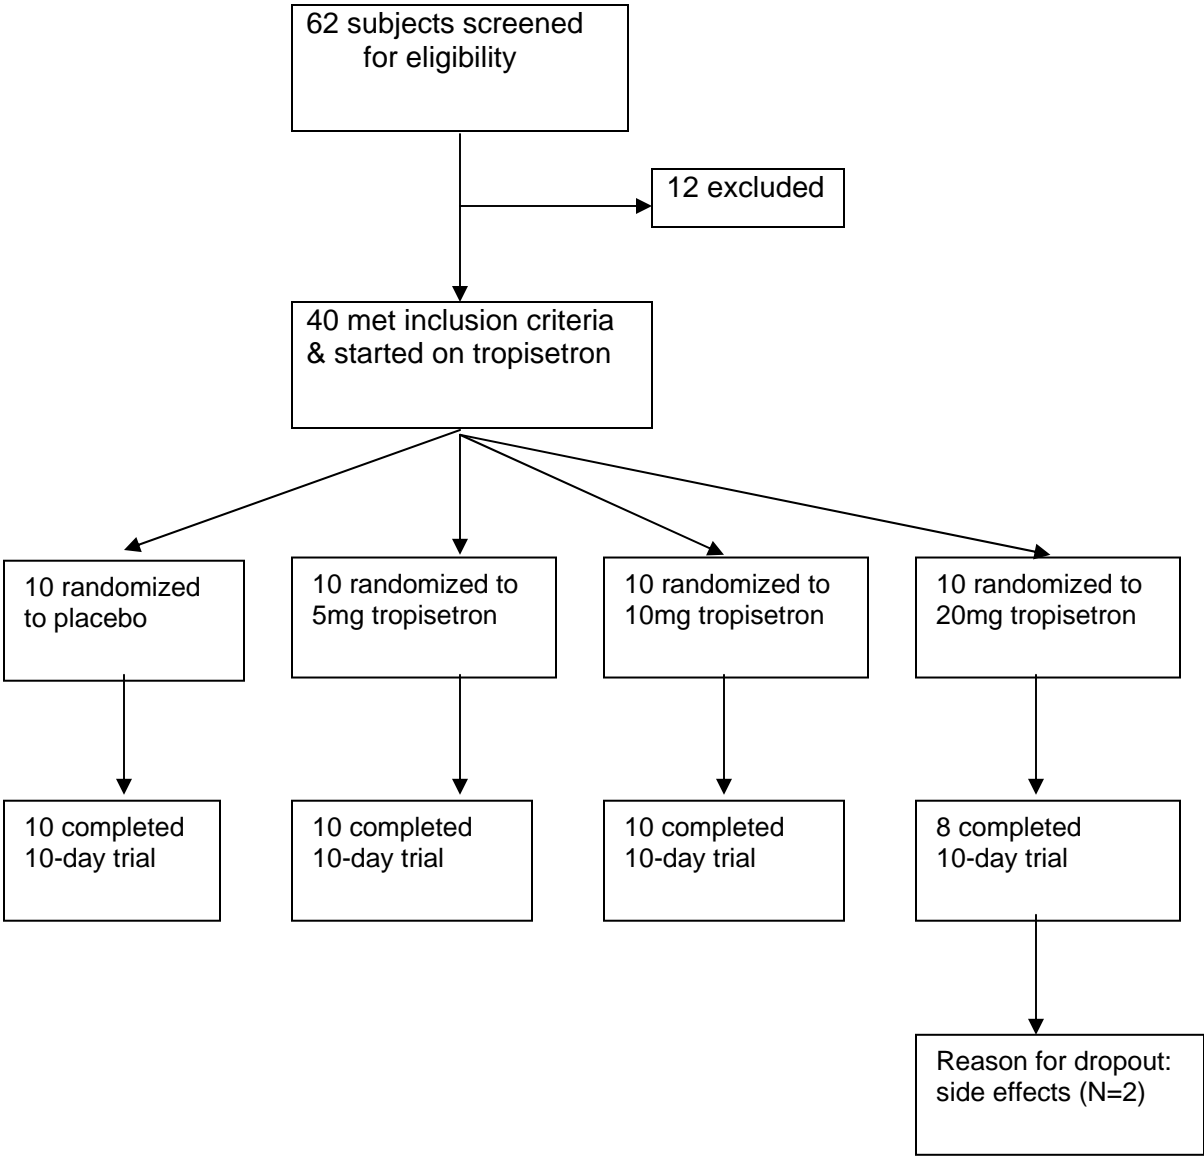 62 subjects screened
for eligibility
12 excluded
40 met inclusion criteria
& started on tropisetron
10 randomized
to placebo
10 randomized to
5mg tropisetron
10 randomized to
10mg tropisetron
10 randomized to
20mg tropisetron
10 completed
10-day trial
10 completed
10-day trial
10 completed
10-day trial
8 completed
10-day trial
Reason for dropout:
side effects (N=2)